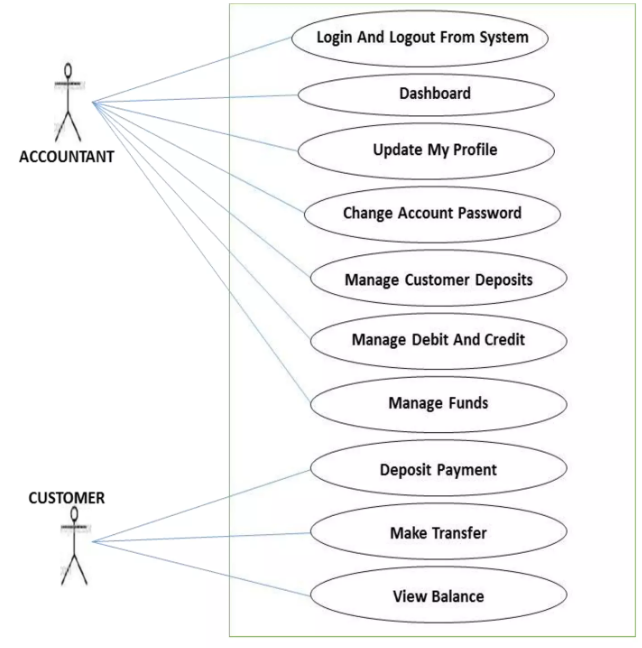 Login And Logout From System
Dashboard
Update My Profile
Change Account Password
Manage Customer Deposits
Manage Debit And Credit
Manage Funds
Deposit Payment
Make Transfer
View Balance
ACCOUNTANT
CUSTOMER